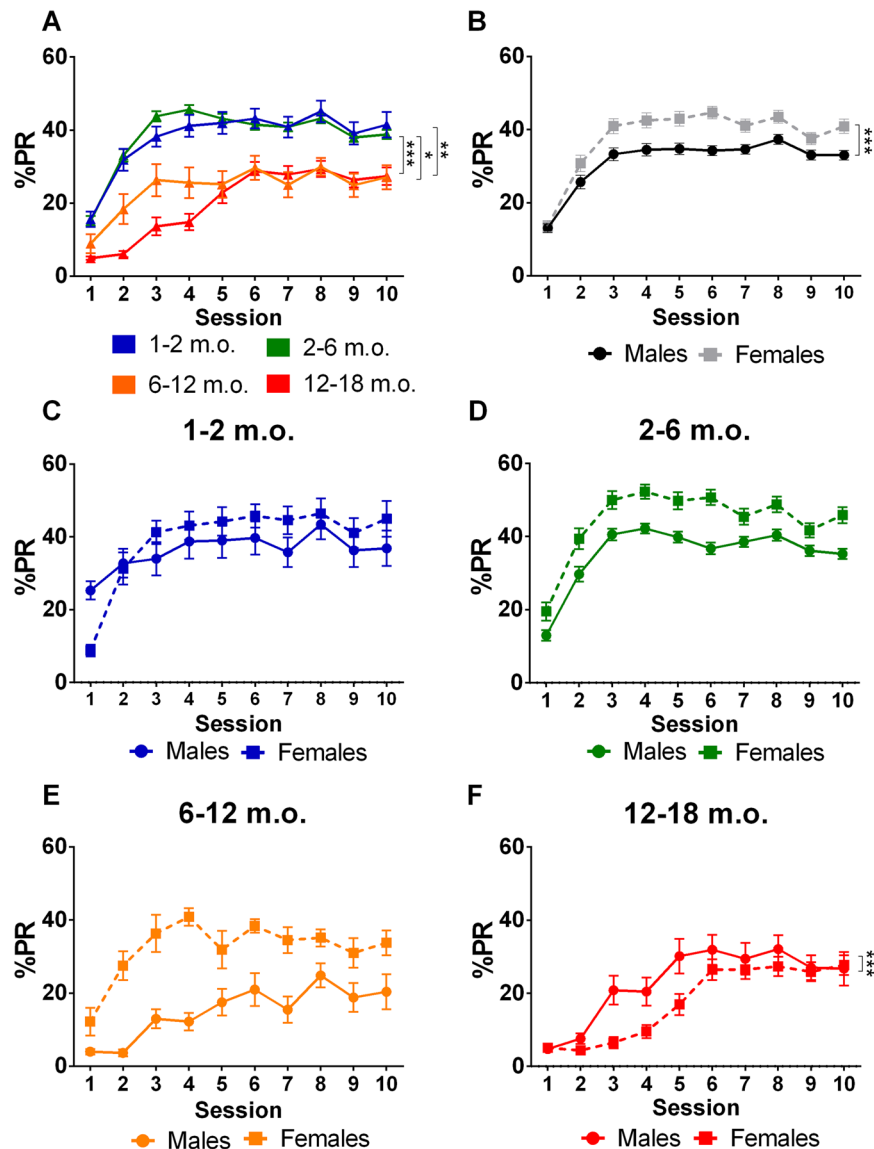 A
60
40
20
0
%PR
1 2 3 4 5 6 7 8 9 10
Session
***
*
**
1-2 m.o. 2-6 m.o.
6-12 m.o. 12-18 m.o.
B
60
40
20
0
%PR
1 2 3 4 5 6 7 8 9 10
Session
***
Males Females
C
1-2 m.o.
60
40
20
0
%PR
1 2 3 4 5 6 7 8 9 10
Session
Males Females
D
2-6 m.o.
60
40
20
0
%PR
1 2 3 4 5 6 7 8 9 10
Session
Males Females
E
6-12 m.o.
60
40
20
0
%PR
1 2 3 4 5 6 7 8 9 10
Session
Males Females
F
12-18 m.o.
60
40
20
0
%PR
1 2 3 4 5 6 7 8 9 10
Session
***
Males Females